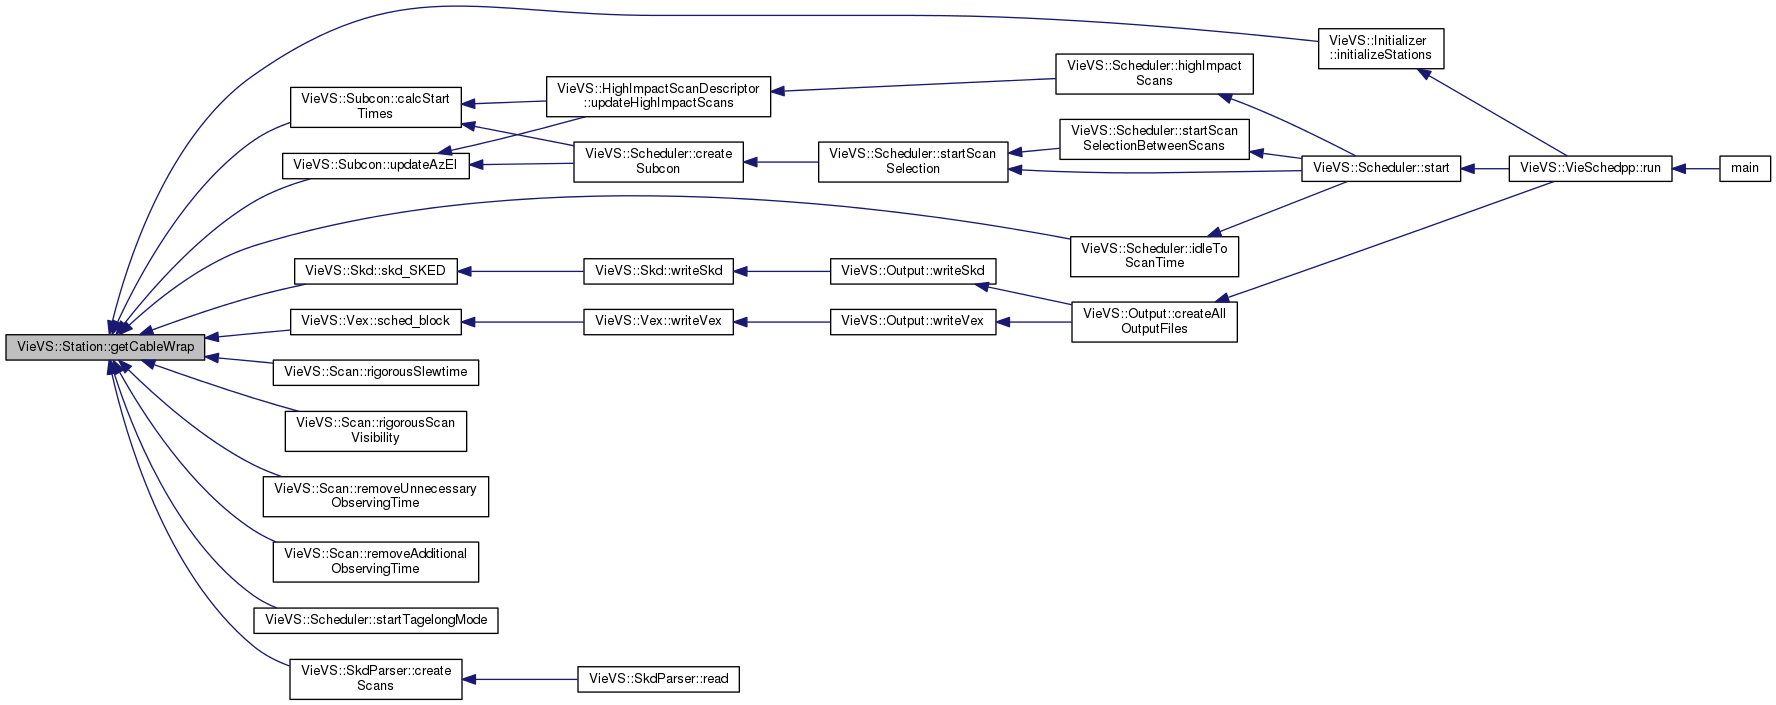 VieVS::Initializer
::initializeStations
VieVS::Scheduler::highImpact
Scans
VieVS::HighImpactScanDescriptor
::updateHighImpactScans
VieVS::Subcon::calcStart
Times
VieVS::Scheduler::startScan
SelectionBetweenScans
VieVS::Subcon::updateAzEl
VieVS::Scheduler::create
Subcon
VieVS::Scheduler::startScan
Selection
VieVS::Scheduler::start
VieVS::VieSchedpp::run
main
VieVS::Scheduler::idleTo
ScanTime
VieVS::Skd::skd_SKED
VieVS::Skd::writeSkd
VieVS::Output::writeSkd
VieVS::Vex::sched_block
VieVS::Vex::writeVex
VieVS::Output::writeVex
VieVS::Output::createAll
OutputFiles
VieVS::Station::getCableWrap
VieVS::Scan::rigorousSlewtime
VieVS::Scan::rigorousScan
Visibility
VieVS::Scan::removeUnnecessary
ObservingTime
VieVS::Scan::removeAdditional
ObservingTime
VieVS::Scheduler::startTagelongMode
VieVS::SkdParser::create
Scans
VieVS::SkdParser::read